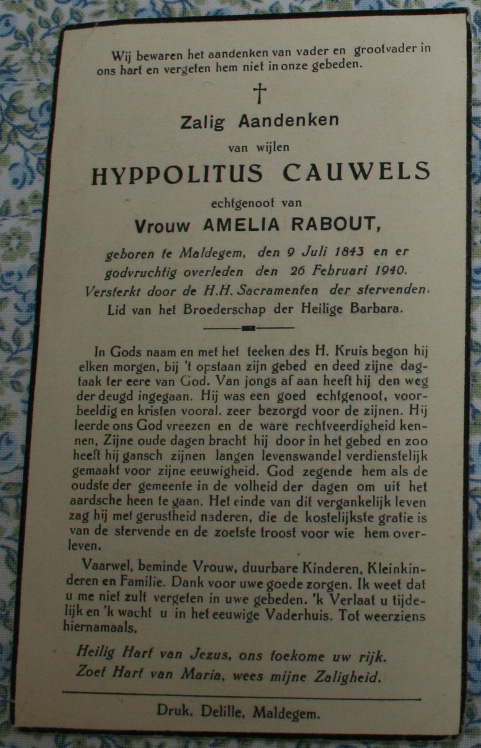 Wij bewaren het aandenken van vader en grootvader in
ons hart en vergeten hem niet in onze gebeden.
†
Zalig Aandenken
van wijlen
HYPPOLITUS CAUWELS
echtgenoot van
Vrouw AMELIA RABOUT,
geboren te Maldegem, den 9 Juli 1843 en er
godvruchtig overleden den 26 Februari 1940.
Versterkt door de H.H. Sacramenten der stervenden.
Lid van het Broederschap der Heilige Barbara.
In Gods naam en met het teeken des H. Kruis begon hij
elken morgen, bij 't opstaan zijn gebed en deed zijne dag-
taak ter eere van God. Van jongs af aan heeft hij den weg
der deugd ingegaan. Hij was een goed echtgenoot, voor-
beeldig en kristen vooral. zeer bezorgd voor de zijnen. Hij
leerde ons God vreezen en de ware rechtveerdigheid ken-
nen, Zijne oude dagen bracht hij door in het gebed en zoo
heeft hij gansch zijnen langen levenswandel verdienstelijk
gemaakt voor zijne eeuwigheid. God zegende hem als de
oudste der gemeente in de volheid der dagen om uit het
aardsche heen te gaan. Het einde van dit vergankelijk leven
zag hij met gerustheid naderen, die de kostelijkste gratie is
van de stervende en de zoetste troost voor wie hem over-
leven.
Vaarwel, beminde Vrouw, duurbare Kinderen, Kleinkin-
deren en Familie. Dank voor uwe goede zorgen. Ik weet dat
u me niet zult vergeten in uwe gebeden. 'k Verlaat u tijde-
lijk en 'k wacht u in het eeuwige Vaderhuis. Tot weerziens
hiernamaals.
Heilig Hart van Jezus, ons toekome uw rijk.
Zoet Hart van Maria, wees mijne Zaligheid.
Druk. Delille, Maldegem.